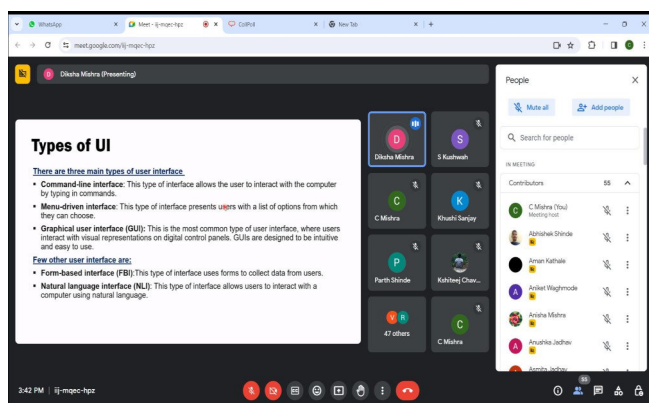 WhatsApp
Meet - iij-mqec-hpz
CollPoll
New Tab
meet.google.com/iij-mqec-hpz
D
Diksha Mishra (Presenting)
Types of UI
There are three main types of user interface
• Command-line interface: This type of interface allows the user to interact with the computer
by typing in commands.
• Menu-driven interface: This type of interface presents users with a list of options from which
they can choose.
• Graphical user interface (GUI): This is the most common type of user interface, where users
interact with visual representations on digital control panels. GUIs are designed to be intuitive
and easy to use.
Few other user interface are:
• Form-based interface (FBI):This type of interface uses forms to collect data from users.
• Natural language interface (NLI): This type of interface allows users to interact with a
computer using natural language.
D
Diksha Mishra
S
S Kushwah
C
C Mishra
K
Khushi Sanjay
P
Parth Shinde
Kshiteej Chav...
V R
47 others
C
C Mishra
People
Mute all
Add people
Search for people
IN MEETING
Contributors 55
C
C Mishra (You)
Meeting host
Abhishek Shinde
Aman Kathale
A
Aniket Waghmode
Anisha Mishra
A
Anushka Jadhav
Asmita Jadhav
3:42 PM | iij-mqec-hpz
55